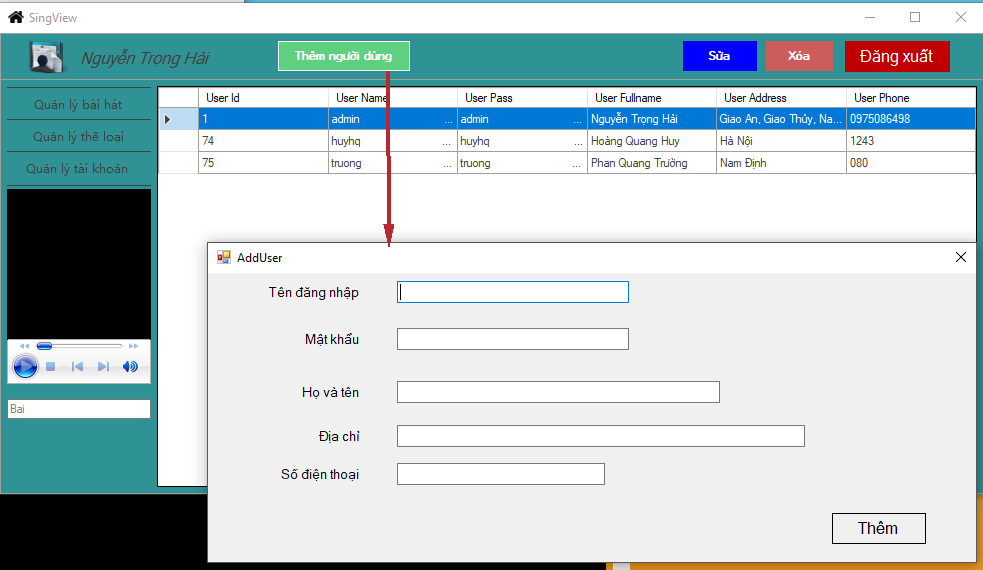 SingView
Nguyễn Trọng Hải
Thêm người dùng
Sửa
Xóa
Đăng xuất
Quản lý bài hát
Quản lý thể loại
Quản lý tài khoản
User Id User Name User Pass User Fullname User Address User Phone
1 admin ... admin ... Nguyễn Trọng Hải Giao An, Giao Thủy, Na... 0975086498
74 huyhq ... huyhq ... Hoàng Quang Huy Hà Nội 1243
75 truong ... truong ... Phan Quang Trường Nam Định 080
Bai
AddUser
Tên đăng nhập
Mật khẩu
Họ và tên
Địa chỉ
Số điện thoại
Thêm